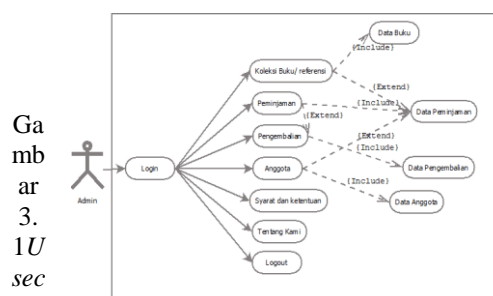 Data Buku
{Include}
Koleksi Buku/ referensi
{Extend}
Peminjaman
{Include}
Data Peminjaman
{Extend}
Pengembalian
{Extend}
{Include}
Login
Anggota
Data Pengembalian
{Include}
Admin
Syarat dan ketentuan
Data Anggota
Tentang Kami
Logout
Ga
mb
ar
3.
1U
sec